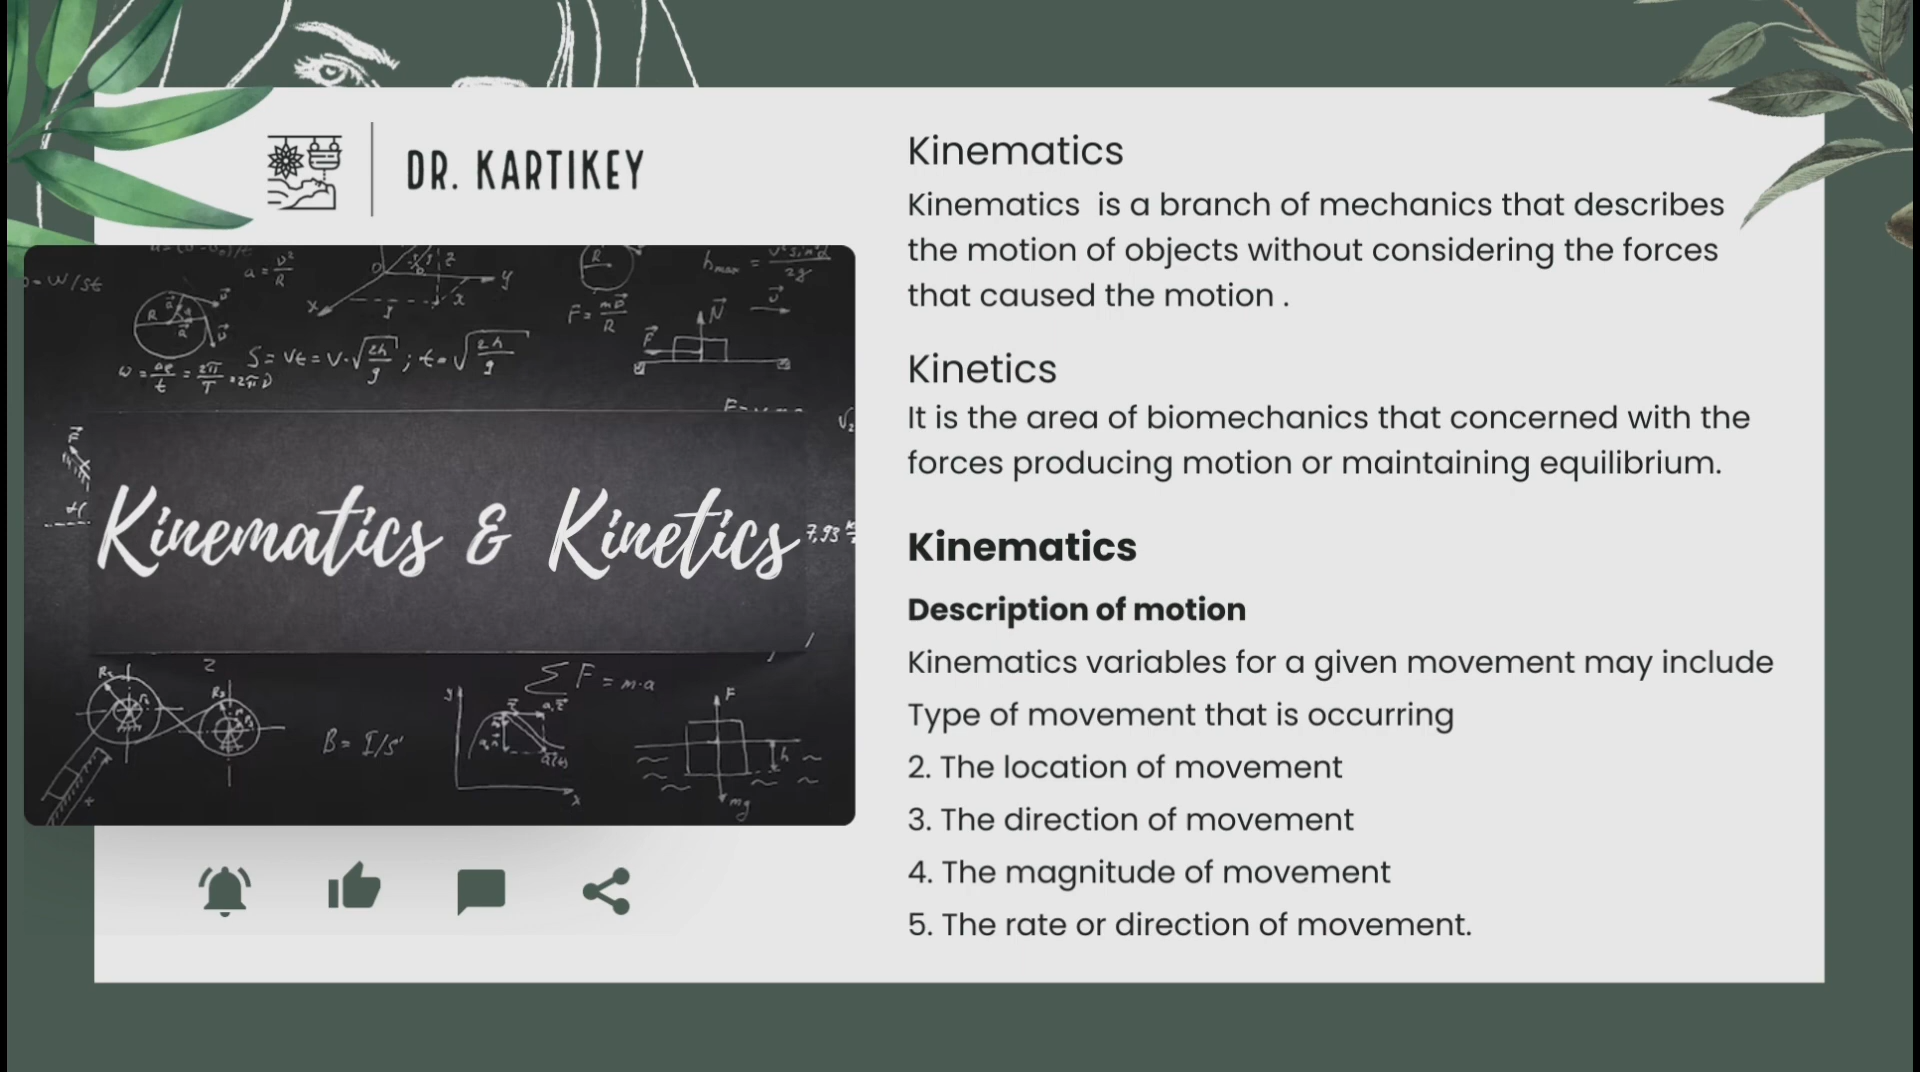 DR. KARTIKEY
Kinematics & Kinetics
Kinematics
Kinematics is a branch of mechanics that describes
the motion of objects without considering the forces
that caused the motion .
Kinetics
It is the area of biomechanics that concerned with the
forces producing motion or maintaining equilibrium.
Kinematics
Description of motion
Kinematics variables for a given movement may include
Type of movement that is occurring
2. The location of movement
3. The direction of movement
4. The magnitude of movement
5. The rate or direction of movement.